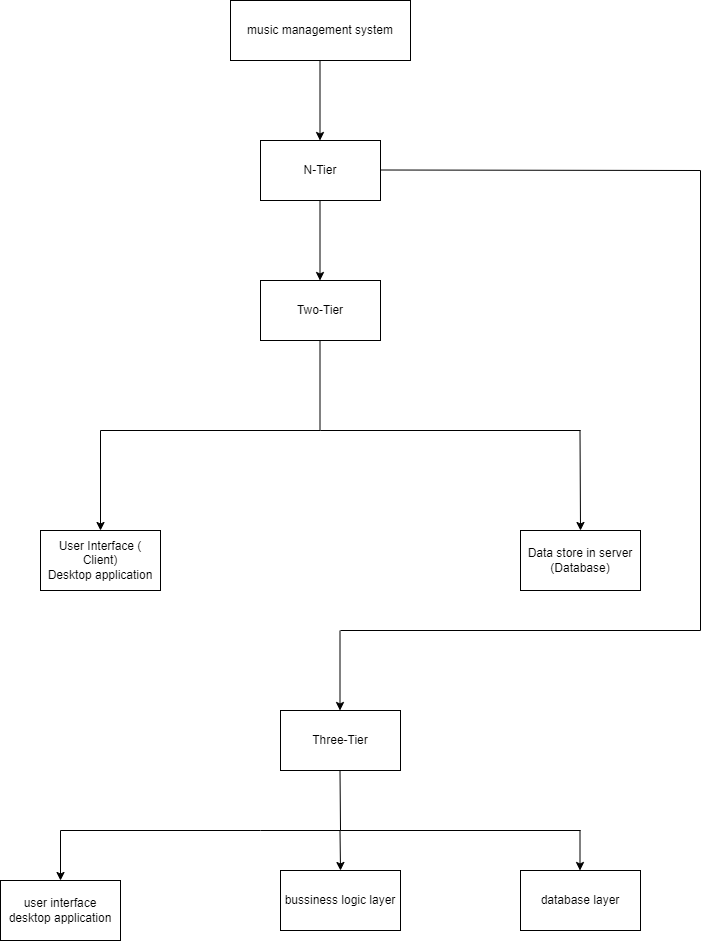 music management system
N-Tier
Two-Tier
User Interface (
Client)
Desktop application
Data store in server
(Database)
Three-Tier
user interface
desktop application
bussiness logic layer
database layer